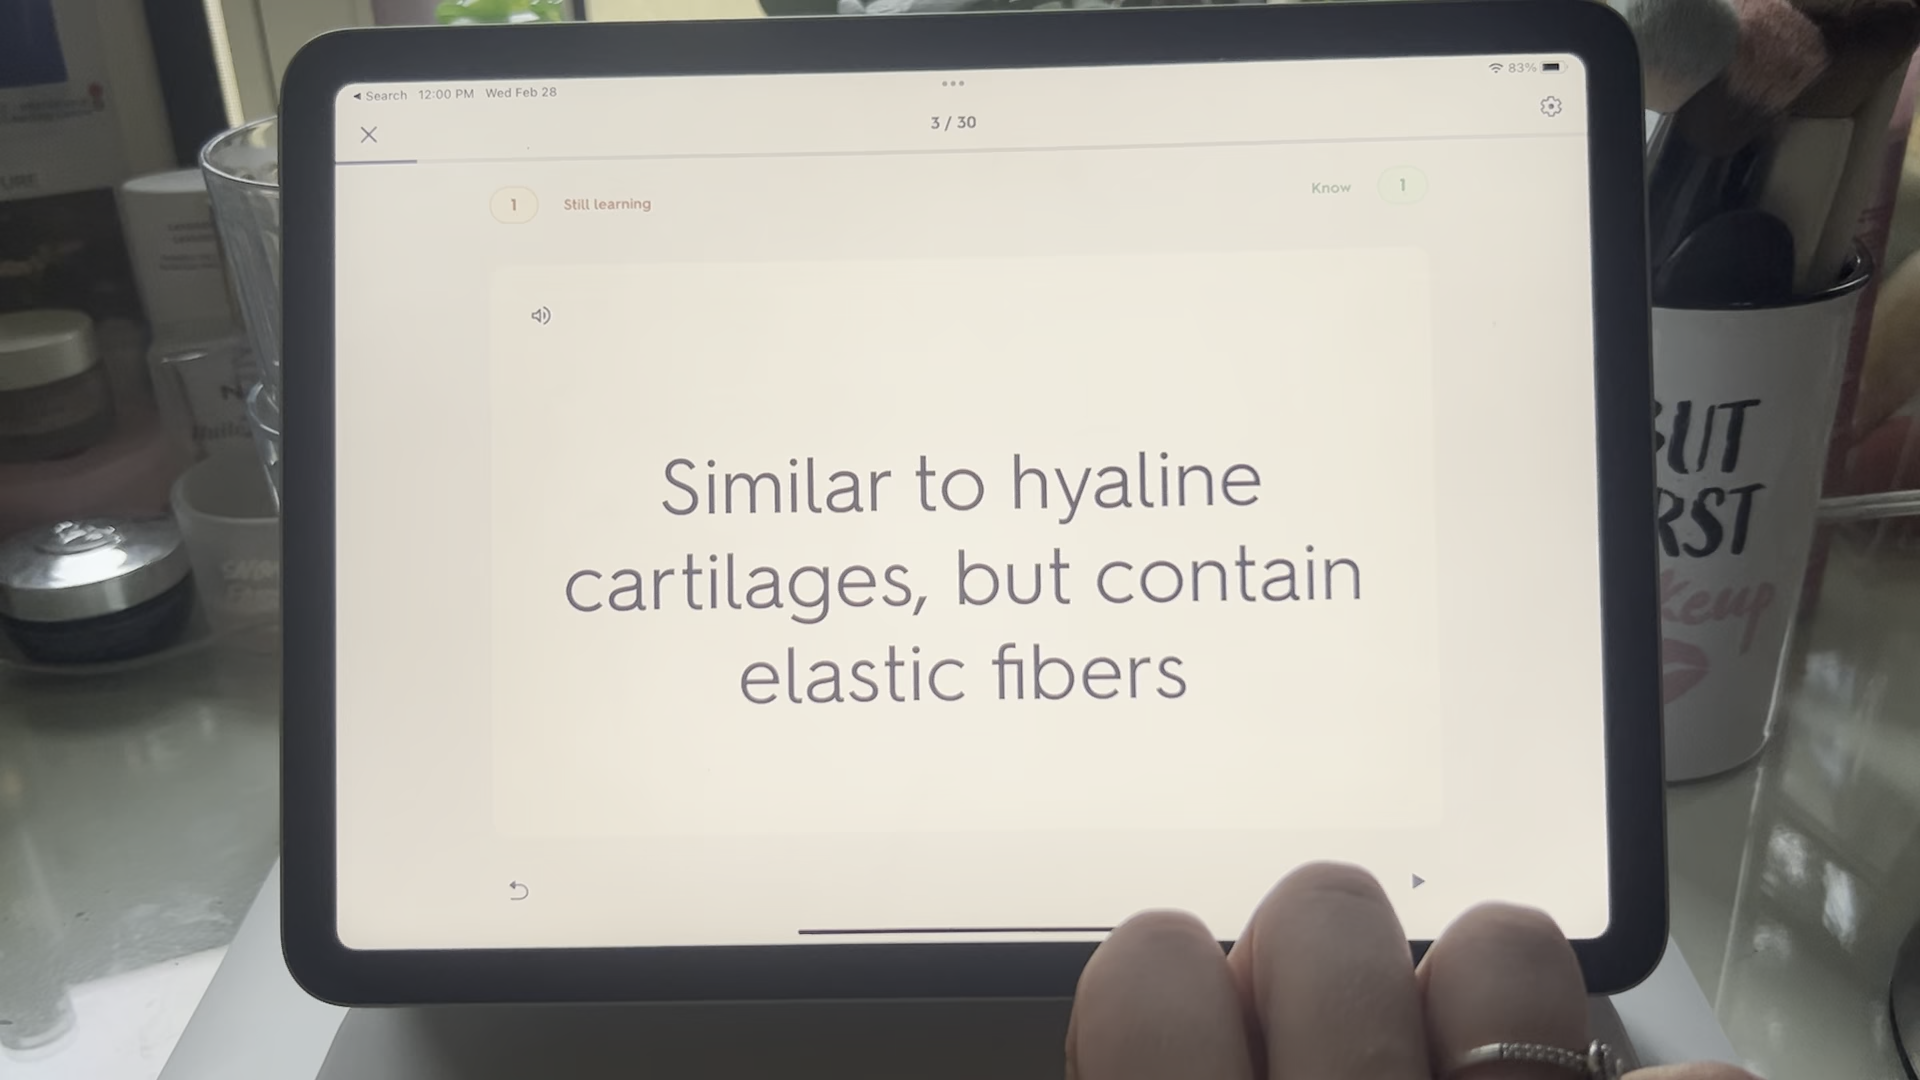 Search 12:00 PM Wed Feb 28
83%
3 / 30
1 Still learning
Know 1
Similar to hyaline
cartilages, but contain
elastic fibers
BUT